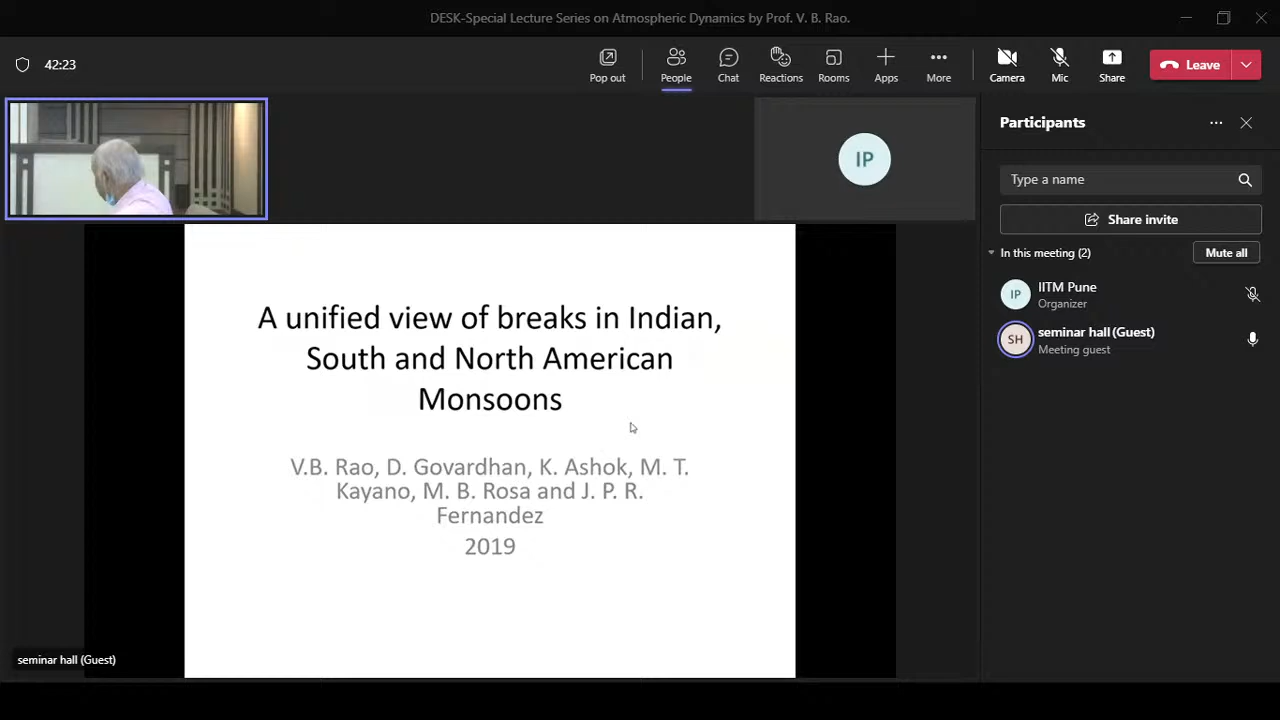 DESK-Special Lecture Series on Atmospheric Dynamics by Prof. V. B. Rao.
42:23
Pop out
People
Chat
Reactions
Rooms
Apps
More
Camera
Mic
Share
Leave
IP
Participants
Type a name
Share invite
In this meeting (2)
Mute all
IP
IITM Pune
Organizer
SH
seminar hall (Guest)
Meeting guest
A unified view of breaks in Indian,
South and North American
Monsoons
V.B. Rao, D. Govardhan, K. Ashok, M. T.
Kayano, M. B. Rosa and J. P. R.
Fernandez
2019
seminar hall (Guest)